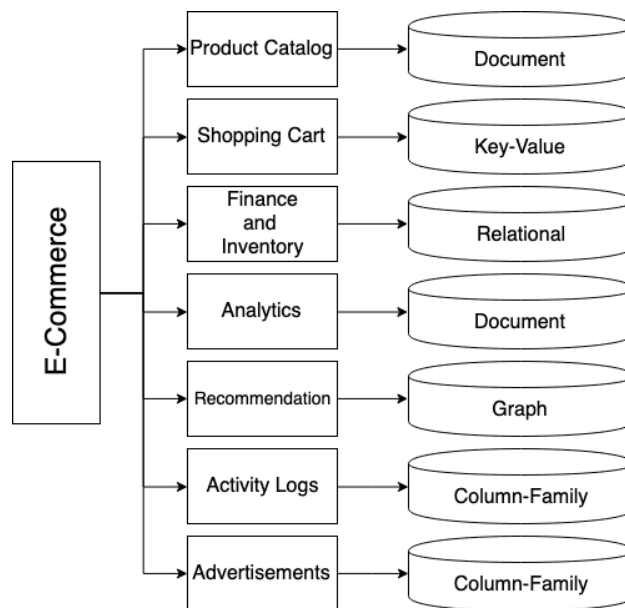 E-Commerce
Product Catalog
Document
Shopping Cart
Key-Value
Finance
and
Inventory
Relational
Analytics
Document
Recommendation
Graph
Activity Logs
Column-Family
Advertisements
Column-Family